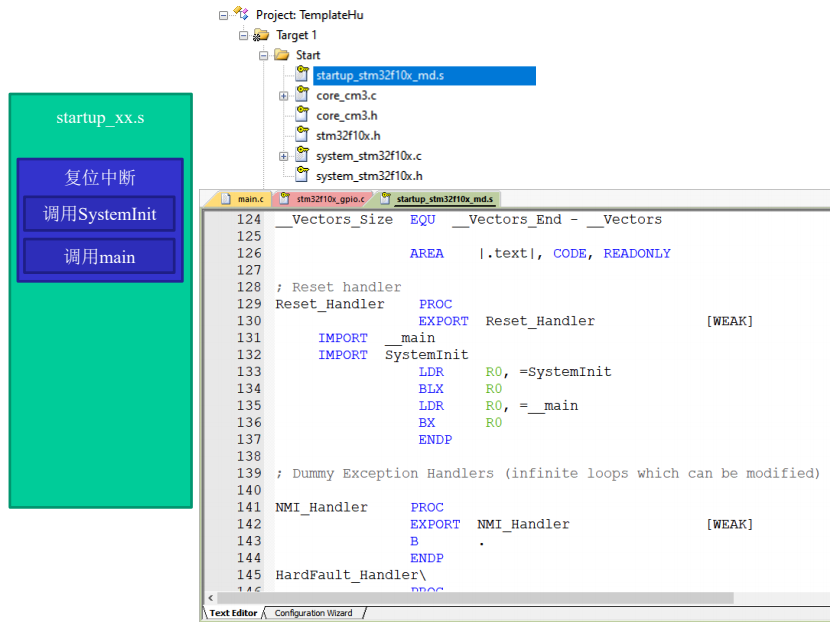 Project: TemplateHu
Target 1
Start
startup_stm32f10x_md.s
core_cm3.c
core_cm3.h
stm32f10x.h
system_stm32f10x.c
system_stm32f10x.h
startup_xx.s
复位中断
调用SystemInit
调用main
main.c stm32f10x_gpio.c startup_stm32f10x_md.s
124 __Vectors_Size EQU __Vectors_End - __Vectors
125
126 AREA |.text|, CODE, READONLY
127
128 ; Reset handler
129 Reset_Handler PROC
130 EXPORT Reset_Handler [WEAK]
131 IMPORT __main
132 IMPORT SystemInit
133 LDR R0, =SystemInit
134 BLX R0
135 LDR R0, =__main
136 BX R0
137 ENDP
138
139 ; Dummy Exception Handlers (infinite loops which can be modified)
140
141 NMI_Handler PROC
142 EXPORT NMI_Handler [WEAK]
143 B .
144 ENDP
145 HardFault_Handler\
146 PROC
Text Editor Configuration Wizard